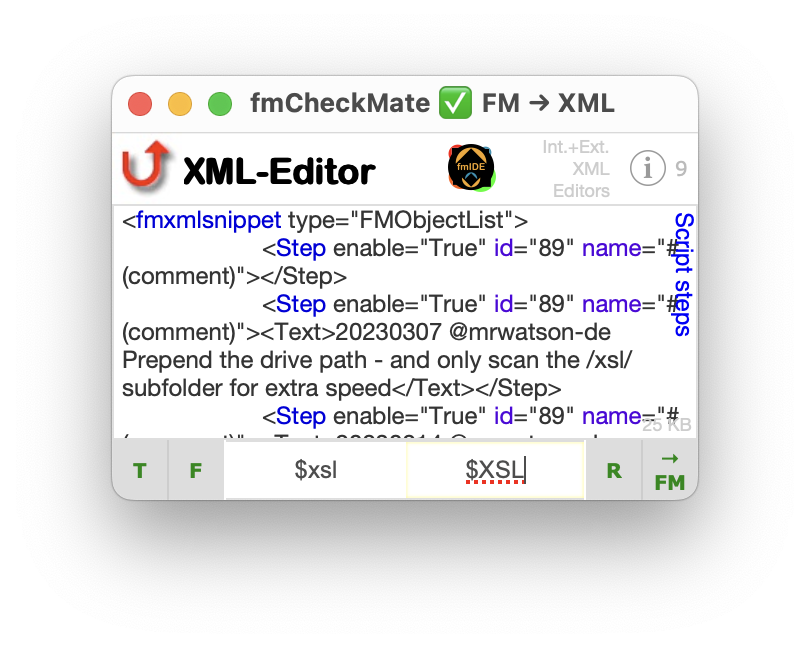 fmCheckMate ✅ FM → XML
XML-Editor
fmIDE
Int.+Ext.
XML
Editors
i 9
<fmxmlsnippet type="FMObjectList">
<Step enable="True" id="89" name="#
(comment)"></Step>
<Step enable="True" id="89" name="#
(comment)"><Text>20230307 @mrwatson-de
Prepend the drive path - and only scan the /xsl/
subfolder for extra speed</Text></Step>
<Step enable="True" id="89" name="#
Script steps
25 KB
T F $xsl $XSL R → FM